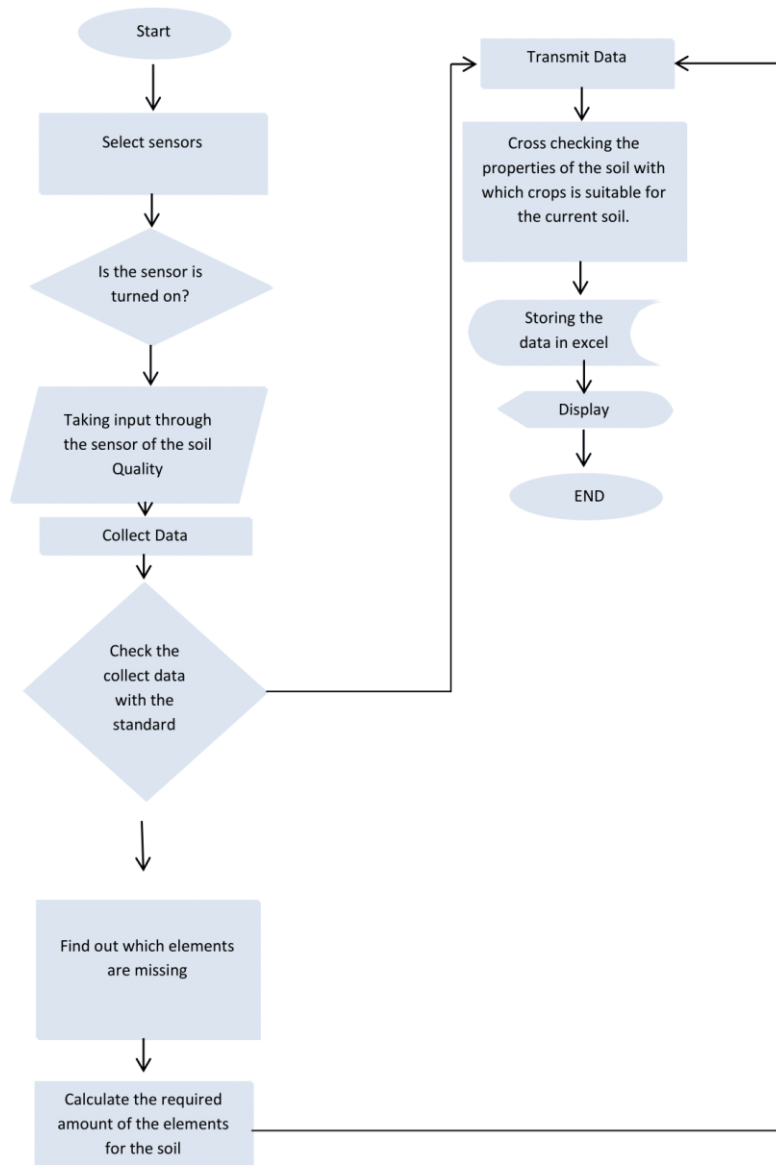 Start
Select sensors
Is the sensor is
turned on?
Taking input through
the sensor of the soil
Quality
Collect Data
Check the
collect data
with the
standard
Find out which elements
are missing
Calculate the required
amount of the elements
for the soil
Transmit Data
Cross checking the
properties of the soil with
which crops is suitable for
the current soil.
Storing the
data in excel
Display
END